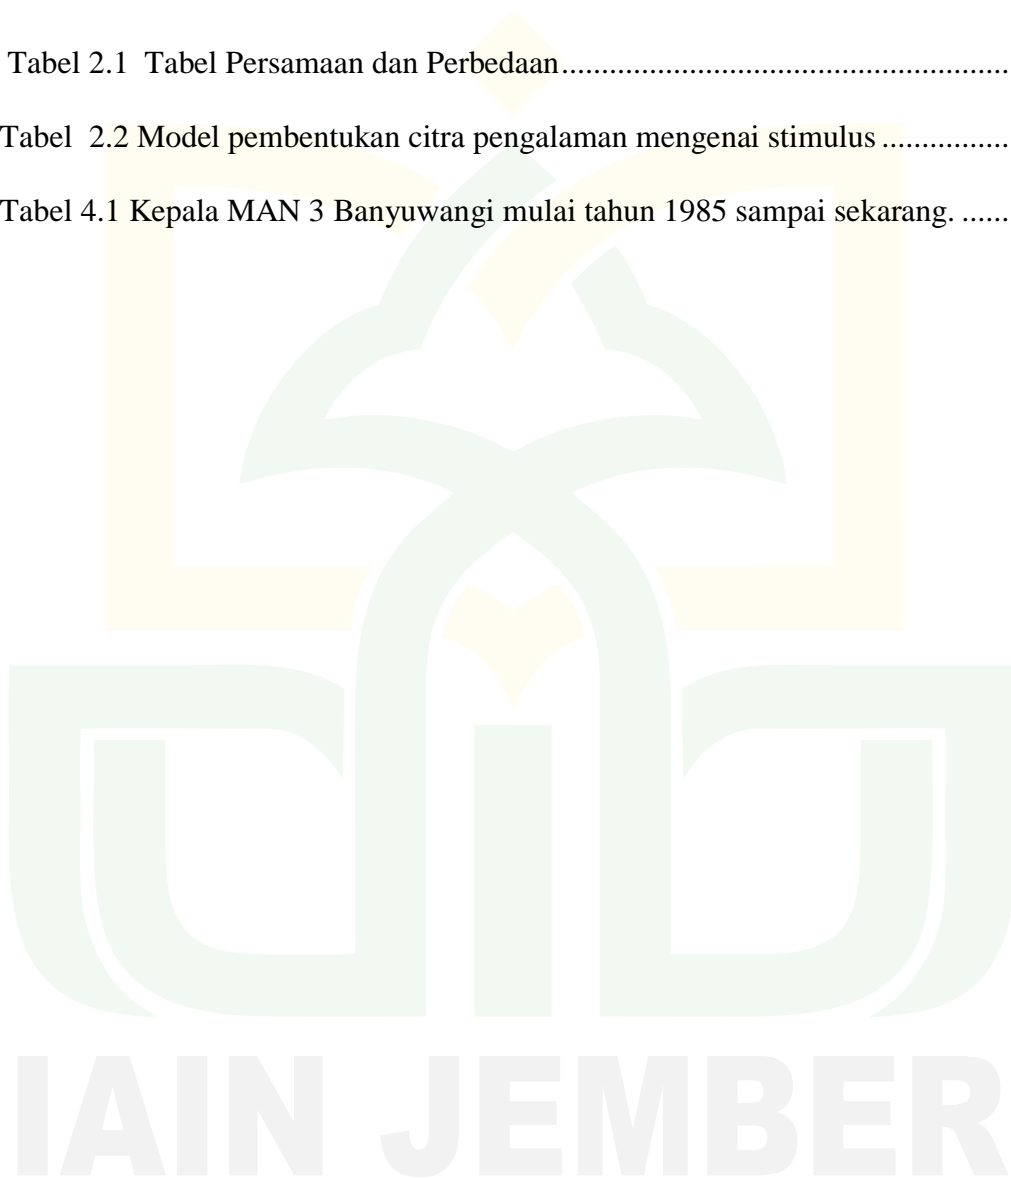 Tabel 2.1 Tabel Persamaan dan Perbedaan.......................................................
Tabel 2.2 Model pembentukan citra pengalaman mengenai stimulus ...............
Tabel 4.1 Kepala MAN 3 Banyuwangi mulai tahun 1985 sampai sekarang. ......
IAIN JEMBER